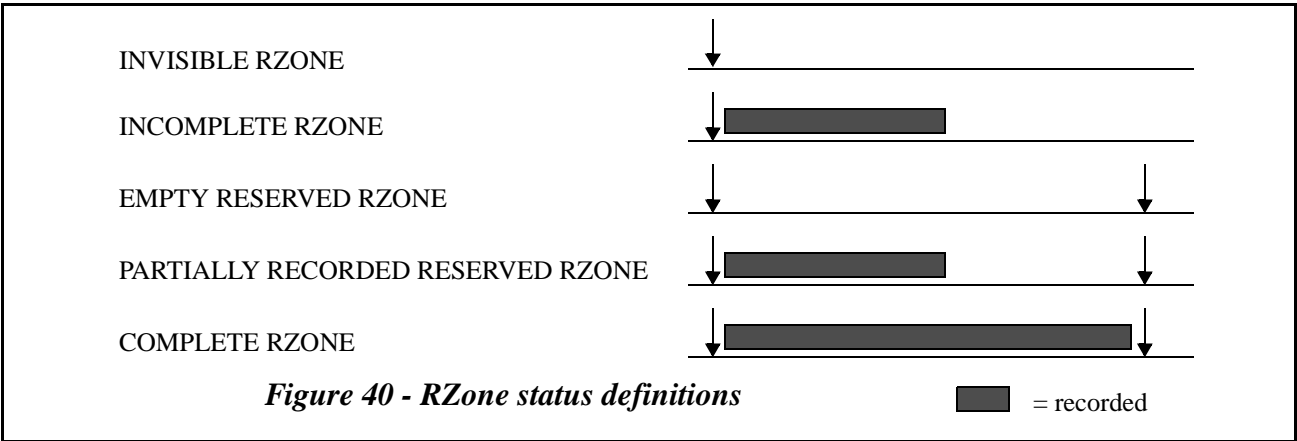 INVISIBLE RZONE
INCOMPLETE RZONE
EMPTY RESERVED RZONE
PARTIALLY RECORDED RESERVED RZONE
COMPLETE RZONE
Figure 40 - RZone status definitions
= recorded